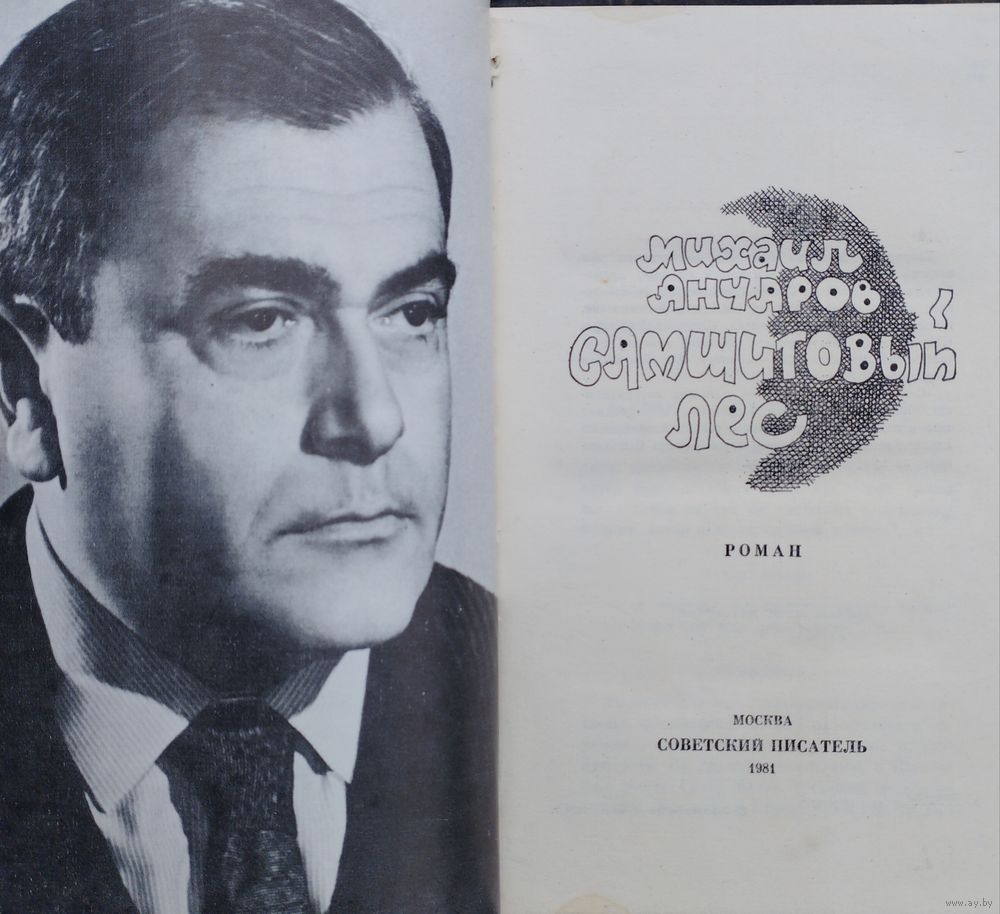 МИХАИЛ
АНЧАРОВ
САМШИТОВЫЙ
ЛЕС
РОМАН
МОСКВА
СОВЕТСКИЙ ПИСАТЕЛЬ
1981
www.ay.by